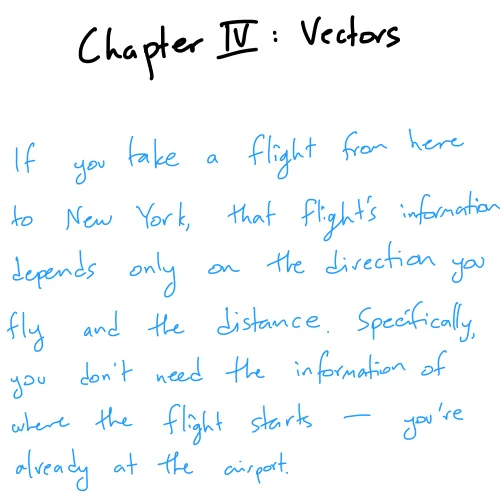 Chapter IV : Vectors
If you take a flight from here
to New York, that flight's information
depends only on the direction you
fly and the distance. Specifically,
you don't need the information of
where the flight starts — you're
already at the airport.